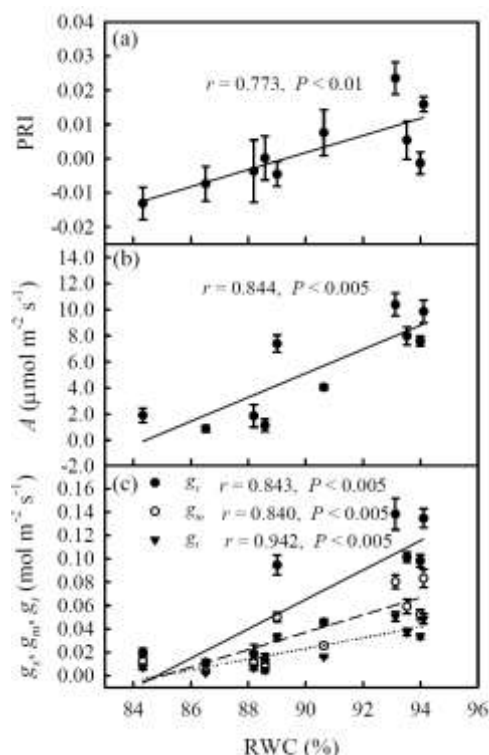 (a)
r = 0.773, P < 0.01
PRI
0.04
0.03
0.02
0.01
0.00
-0.01
-0.02
(b)
r = 0.844, P < 0.005
A (μmol m⁻² s⁻¹)
10.0
8.0
6.0
4.0
2.0
0.0
-2.0
(c)
gₛ r = 0.843, P < 0.005
gₘ r = 0.840, P < 0.005
gₜ r = 0.942, P < 0.005
gₛ, gₘ, gₜ (mol m⁻² s⁻¹)
0.16
0.14
0.12
0.10
0.08
0.06
0.04
0.02
0.00
84 86 88 90 92 94 96
RWC (%)